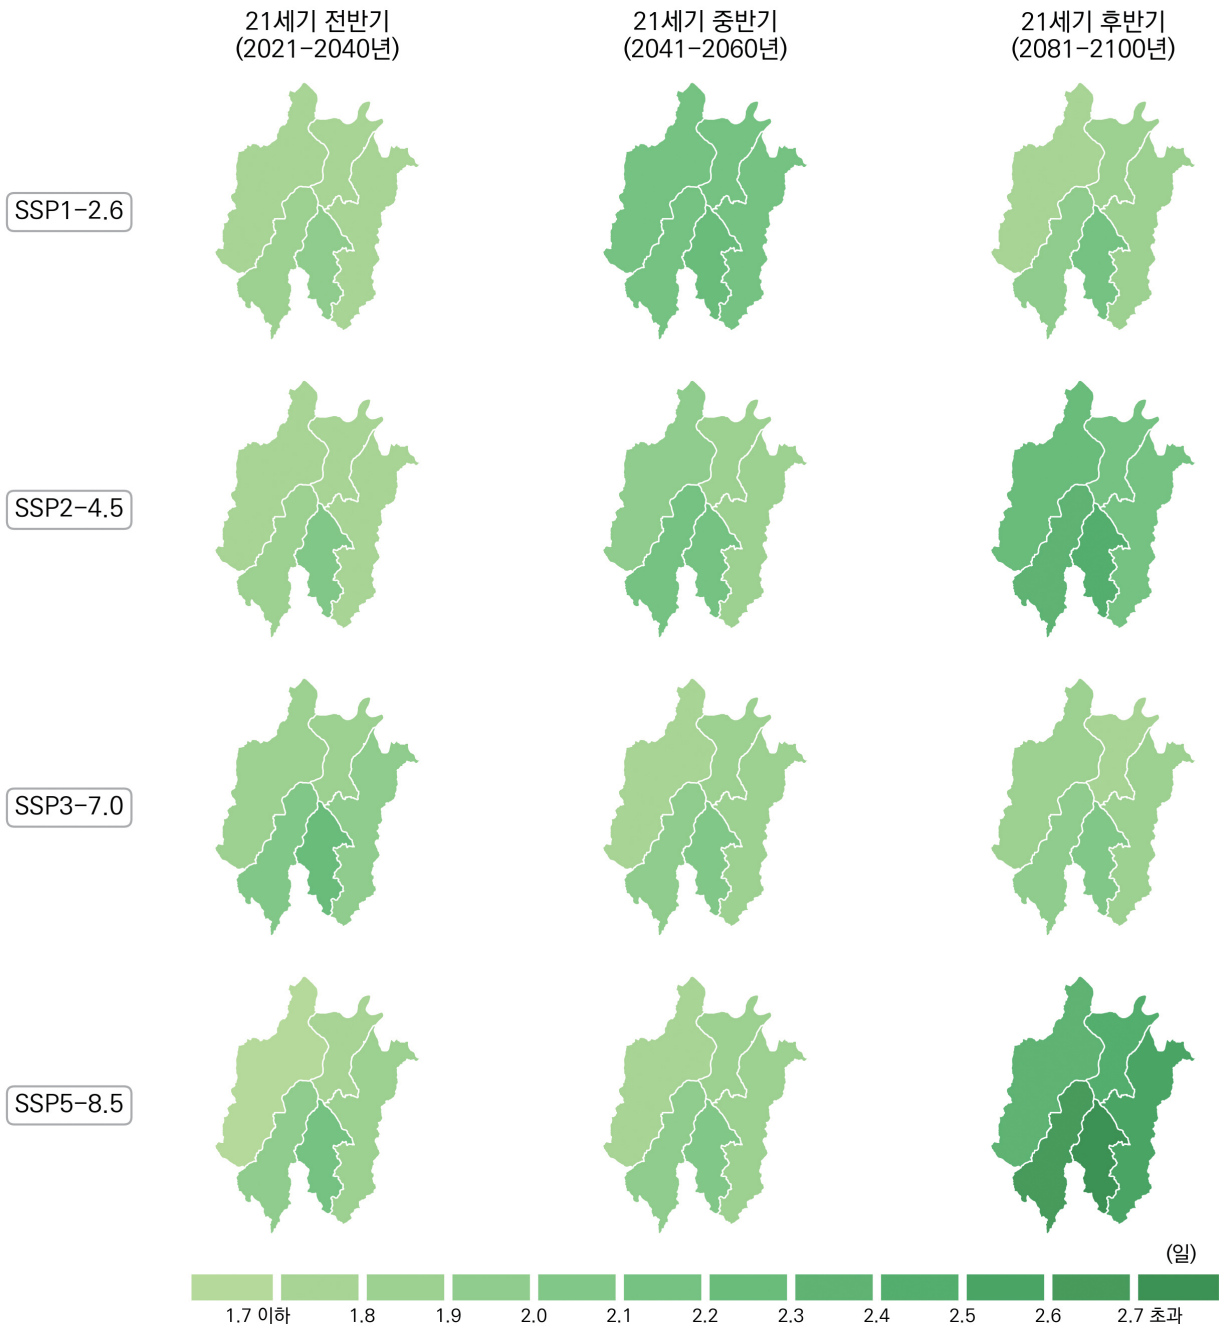 21세기 전반기
(2021-2040년)
21세기 중반기
(2041-2060년)
21세기 후반기
(2081-2100년)
SSP1-2.6
SSP2-4.5
SSP3-7.0
SSP5-8.5
(일)
1.7 이하 1.8 1.9 2.0 2.1 2.2 2.3 2.4 2.5 2.6 2.7 초과